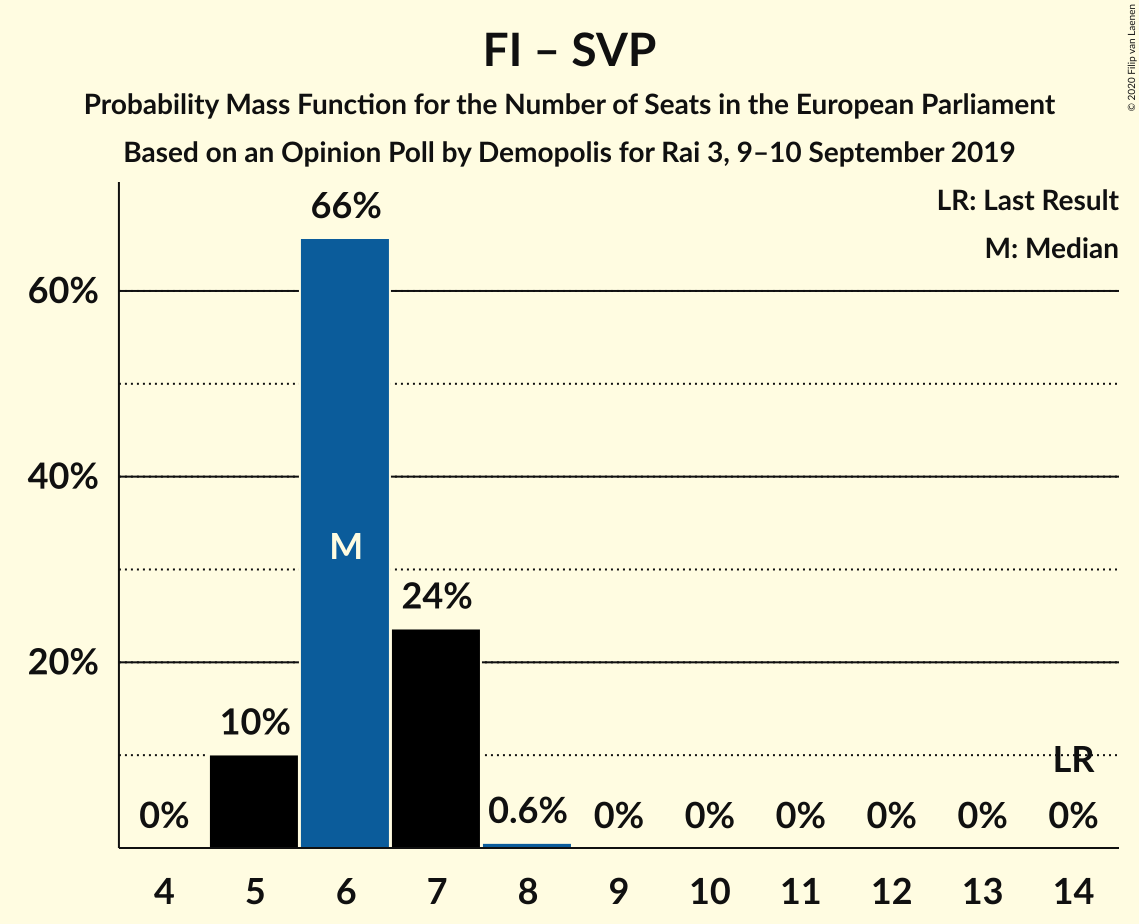 FI – SVP
Probability Mass Function for the Number of Seats in the European Parliament
Based on an Opinion Poll by Demopolis for Rai 3, 9–10 September 2019
© 2020 Filip van Laenen
LR: Last Result
M: Median
60%
40%
20%
0%
10%
66%
M
24%
0.6%
0%
0%
0%
0%
0%
LR
0%
4 5 6 7 8 9 10 11 12 13 14